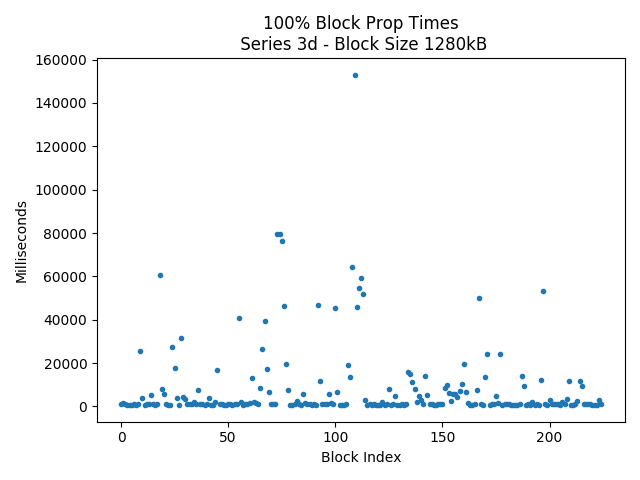 100% Block Prop Times
Series 3d - Block Size 1280kB
160000
140000
120000
100000
80000
60000
40000
20000
0
Milliseconds
0 50 100 150 200
Block Index